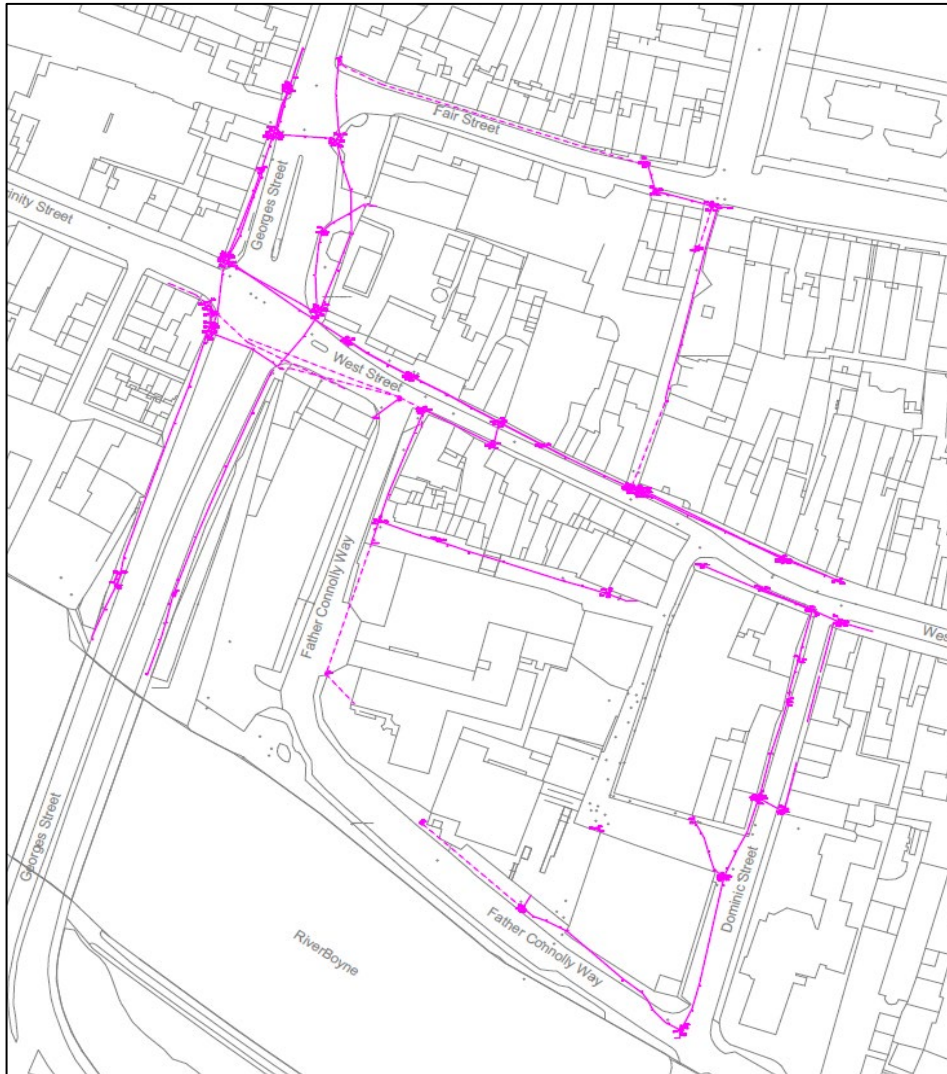 Fair Street
Georges Street
inity Street
West Street
Father Connolly Way
Wes
Georges Street
Dominic Street
Father Connolly Way
RiverBoyne